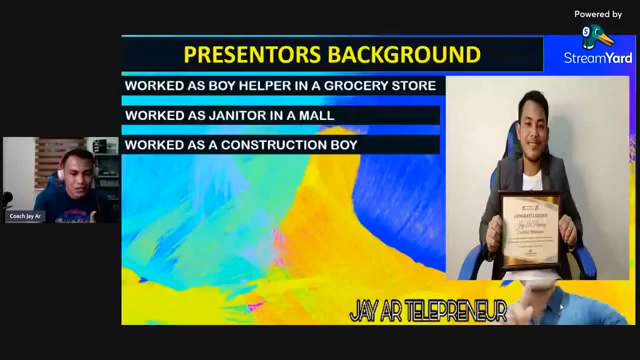 Powered by
StreamYard
PRESENTORS BACKGROUND
WORKED AS BOY HELPER IN A GROCERY STORE
WORKED AS JANITOR IN A MALL
WORKED AS A CONSTRUCTION BOY
Coach Jay Ar
JAY AR TELEPRENEUR